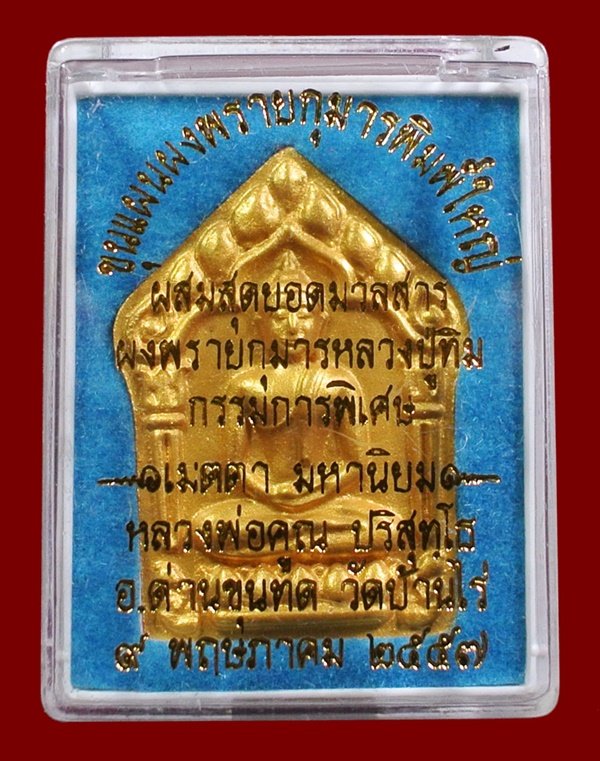 ขุนแผนผงพรายกุมารพิมพ์ใหญ่
ผสมสุดยอดมวลสาร
ผงพรายกุมารหลวงปู่ทิม
กรรมการพิเศษ
เมตตา มหานิยม
หลวงพ่อคูณ ปริสุทฺโธ
อ.ด่านขุนทด วัดบ้านไร่
๙ พฤษภาคม ๒๕๕๗